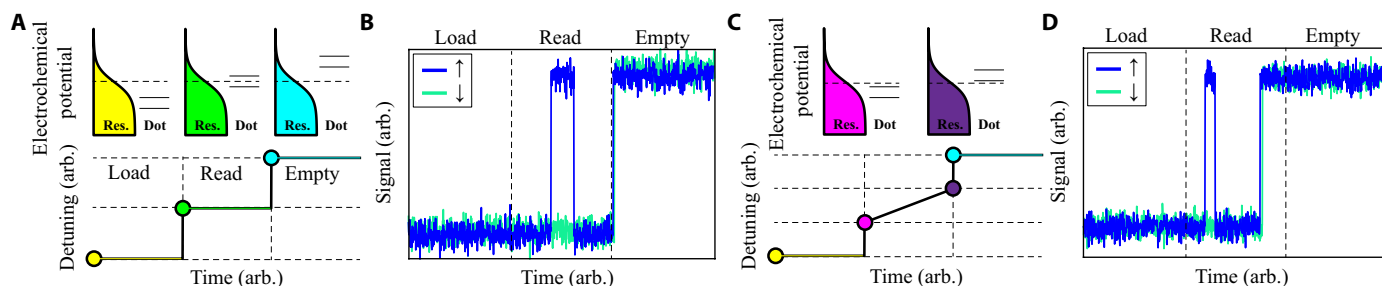 A
Electrochemical
potential
Res.
Dot
Res.
Dot
Res.
Dot
Detuning (arb.)
Load
Read
Empty
Time (arb.)
B
Load
Read
Empty
↑
↓
Signal (arb.)
Time (arb.)
C
Electrochemical
potential
Res.
Dot
Res.
Dot
Detuning (arb.)
Time (arb.)
D
Load
Read
Empty
↑
↓
Signal (arb.)
Time (arb.)